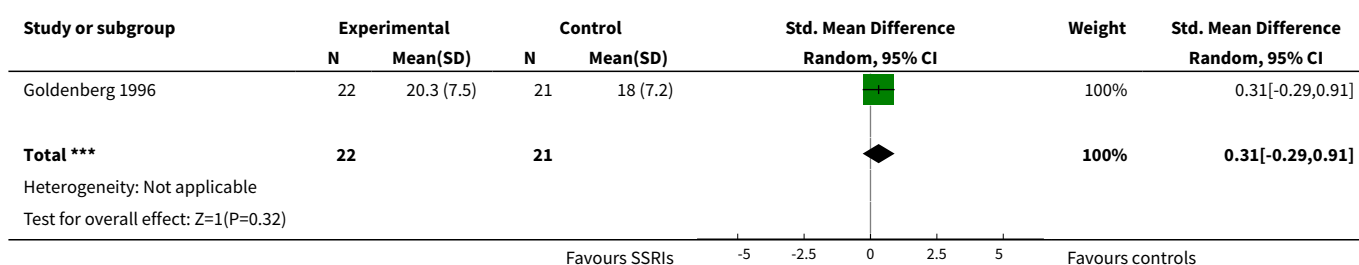 Study or subgroup Experimental Control Std. Mean Difference Weight Std. Mean Difference
N Mean(SD) N Mean(SD) Random, 95% CI Random, 95% CI
Goldenberg 1996 22 20.3 (7.5) 21 18 (7.2) 100% 0.31[-0.29,0.91]
Total *** 22 21 100% 0.31[-0.29,0.91]
Heterogeneity: Not applicable
Test for overall effect: Z=1(P=0.32)
Favours SSRIs -5 -2.5 0 2.5 5 Favours controls